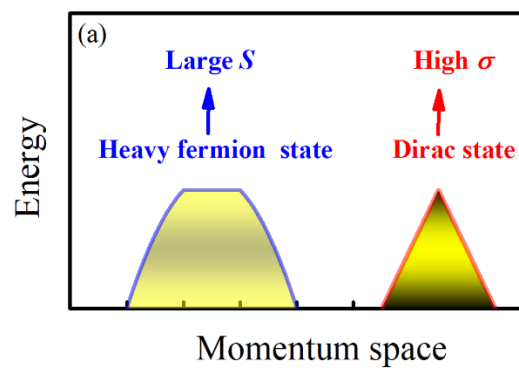 (a)
Large S
High σ
Heavy fermion state
Dirac state
Energy
Momentum space